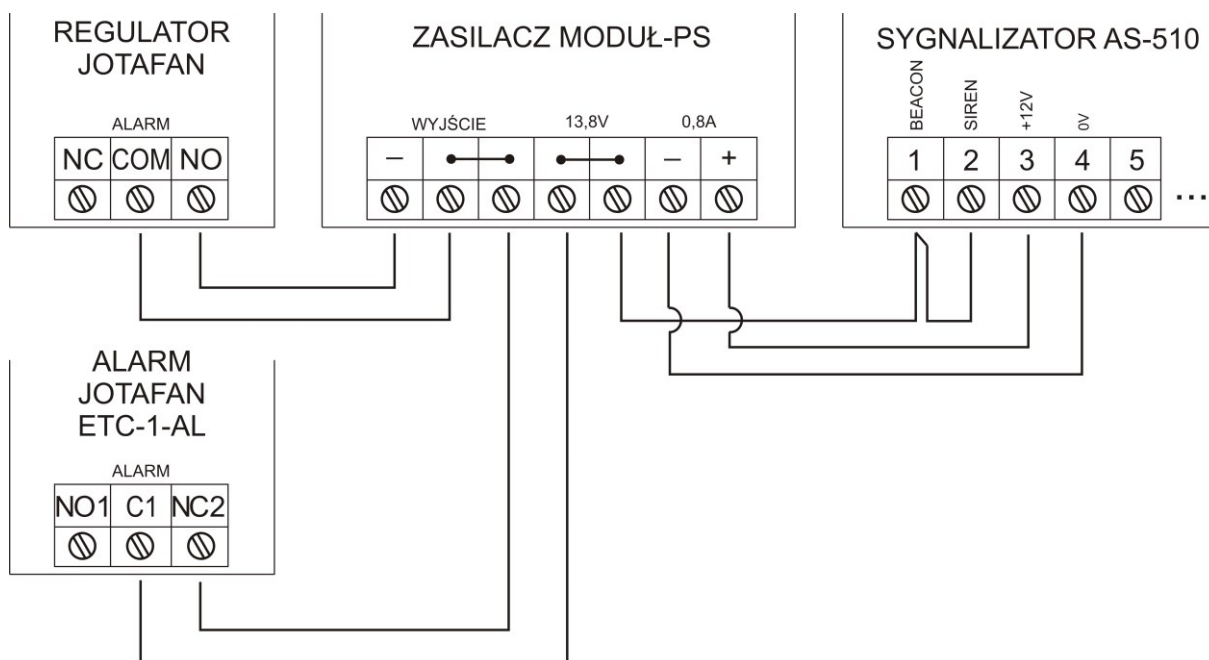 REGULATOR
JOTAFAN
ALARM
NC COM NO
ZASILACZ MODUŁ-PS
WYJŚCIE 13,8V 0,8A
– – +
SYGNALIZATOR AS-510
BEACON SIREN +12V 0V
1 2 3 4 5 ...
ALARM
JOTAFAN
ETC-1-AL
ALARM
NO1 C1 NC2